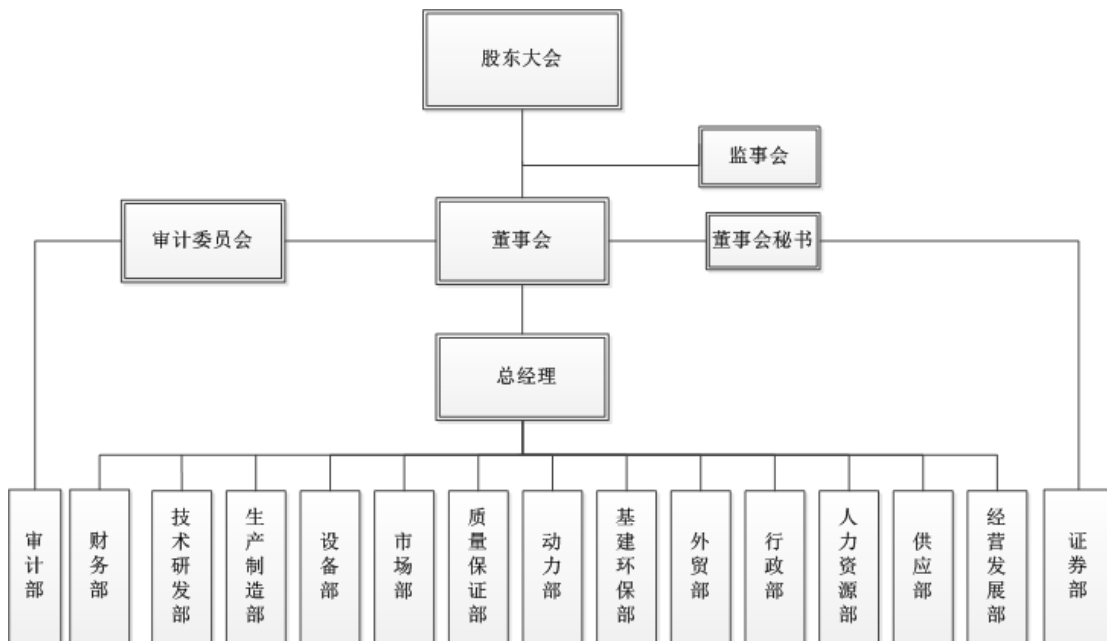 股东大会
监事会
审计委员会
董事会
董事会秘书
总经理
审计部
财务部
技术研发部
生产制造部
设备部
市场部
质量保证部
动力部
基建环保部
外贸部
行政部
人力资源部
供应部
经营发展部
证券部